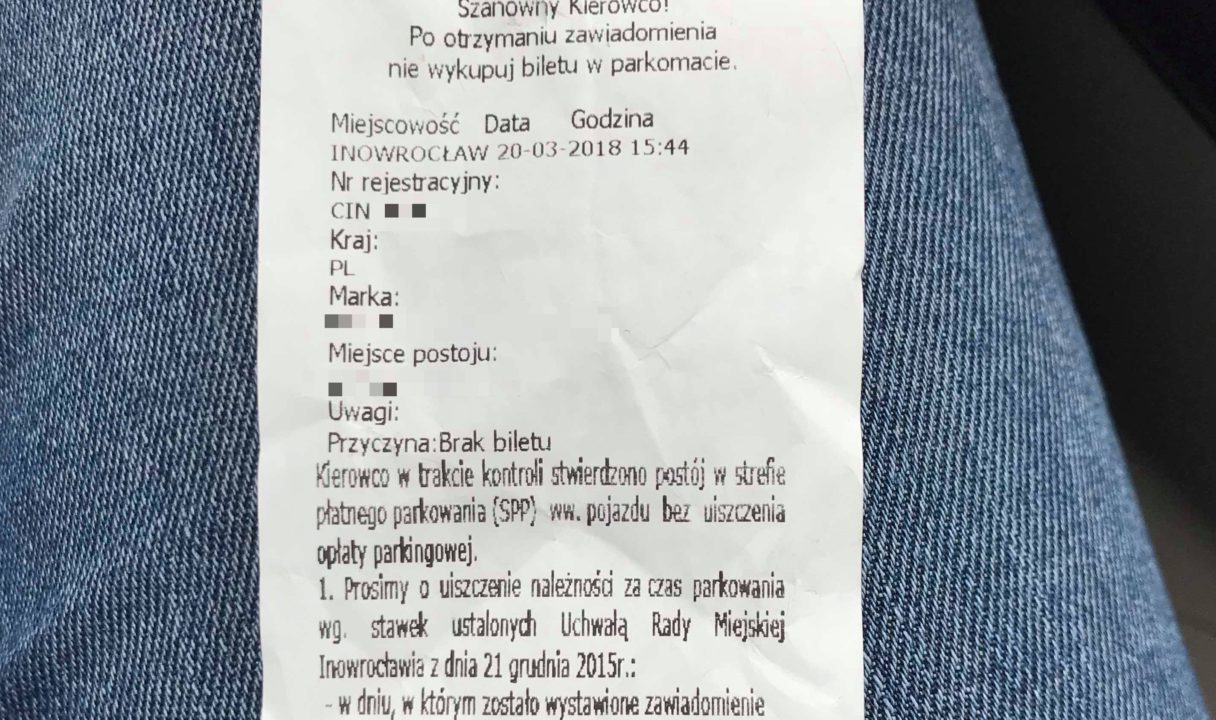 Szanowny Kierowco!
Po otrzymaniu zawiadomienia
nie wykupuj biletu w parkomacie.
Miejscowość Data Godzina
INOWROCŁAW 20-03-2018 15:44
Nr rejestracyjny:
CIN
Kraj:
PL
Marka:
Miejsce postoju:
Uwagi:
Przyczyna:Brak biletu
Kierowco w trakcie kontroli stwierdzono postój w strefie
płatnego parkowania (SPP) ww. pojazdu bez uiszczenia
opłaty parkingowej.
1. Prosimy o uiszczenie należności za czas parkowania
wg. stawek ustalonych Uchwałą Rady Miejskiej
Inowrocławia z dnia 21 grudnia 2015r.:
- w dniu, w którym zostało wystawione zawiadomienie